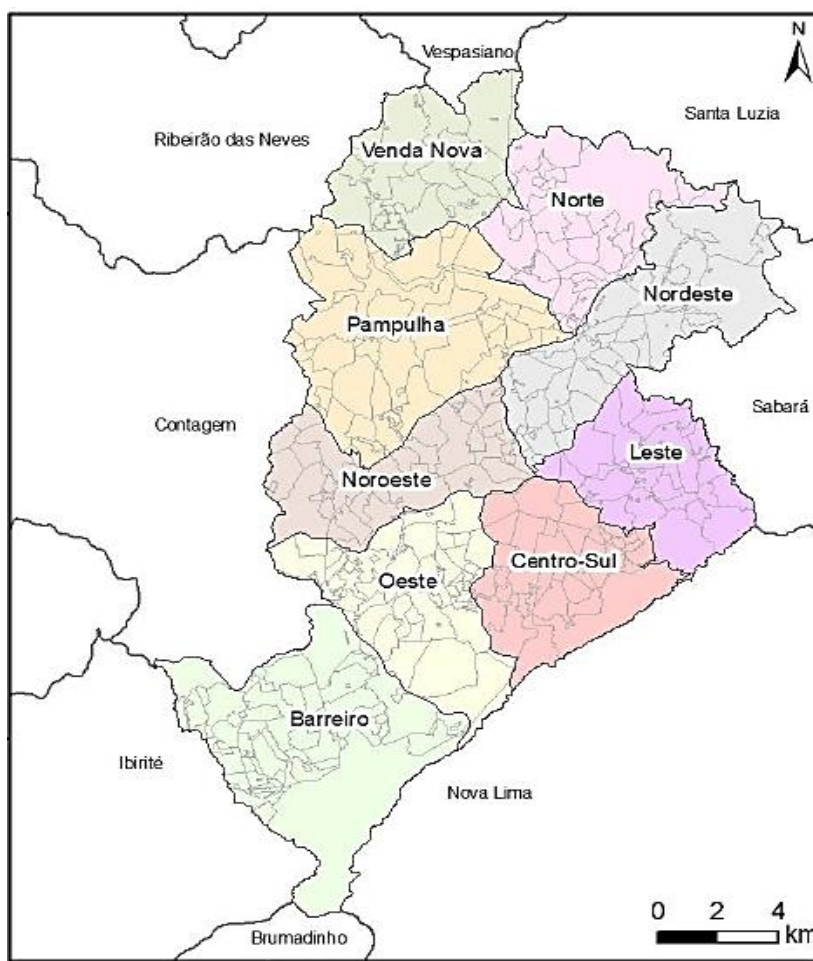 Vespasiano
N
Santa Luzia
Ribeirão das Neves
Venda Nova
Norte
Nordeste
Pampulha
Sabará
Contagem
Leste
Noroeste
Centro-Sul
Oeste
Barreiro
Ibirité
Nova Lima
0 2 4
km
Brumadinho